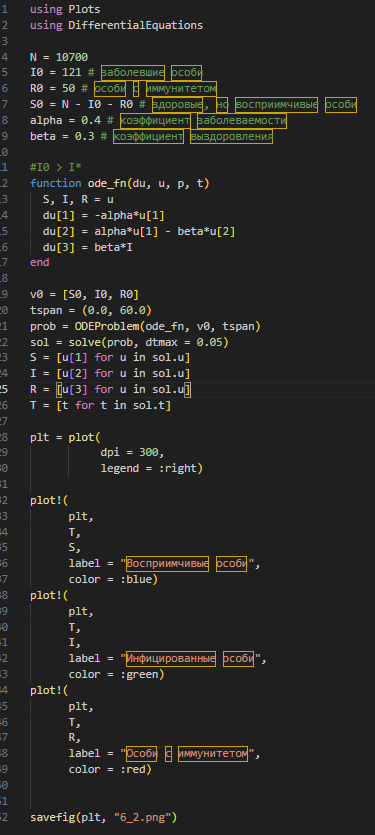 1 using Plots
2 using DifferentialEquations
3
4 N = 10700
5 I0 = 121 # заболевшие особи
6 R0 = 50 # особи с иммунитетом
7 S0 = N - I0 - R0 # здоровые, но восприимчивые особи
8 alpha = 0.4 # коэффициент заболеваемости
9 beta = 0.3 # коэффициент выздоровления
10
11 #I0 > I*
12 function ode_fn(du, u, p, t)
13 S, I, R = u
14 du[1] = -alpha*u[1]
15 du[2] = alpha*u[1] - beta*u[2]
16 du[3] = beta*I
17 end
18
19 v0 = [S0, I0, R0]
20 tspan = (0.0, 60.0)
21 prob = ODEProblem(ode_fn, v0, tspan)
22 sol = solve(prob, dtmax = 0.05)
23 S = [u[1] for u in sol.u]
24 I = [u[2] for u in sol.u]
25 R = [u[3] for u in sol.u]
26 T = [t for t in sol.t]
27
28 plt = plot(
29 dpi = 300,
30 legend = :right)
31
32 plot!(
33 plt,
34 T,
35 S,
36 label = "Восприимчивые особи",
37 color = :blue)
38 plot!(
39 plt,
40 T,
41 I,
42 label = "Инфицированные особи",
43 color = :green)
44 plot!(
45 plt,
46 T,
47 R,
48 label = "Особи с иммунитетом",
49 color = :red)
50
51
52 savefig(plt, "6_2.png")